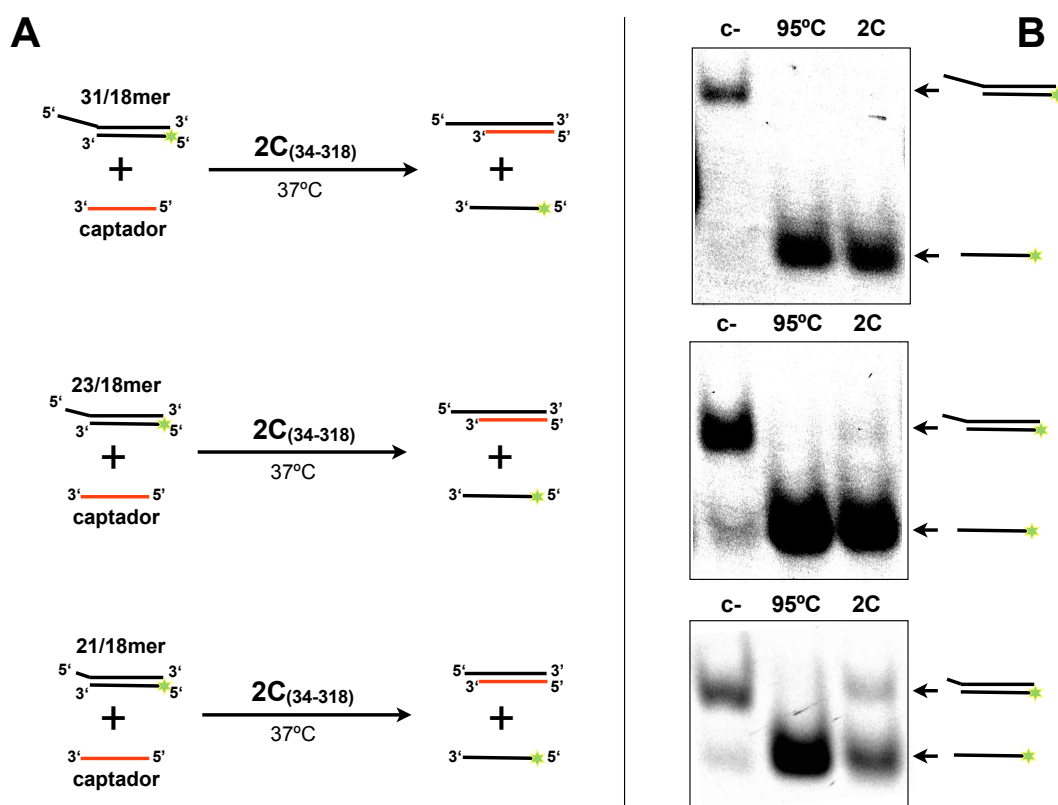 A
31/18mer
5‘ 3‘
3‘ 5‘
+
3‘ 5’
captador
2C(34-318)
37ºC
5‘ 3’
3‘ 5’
+
3‘ 5‘
23/18mer
5‘ 3‘
3‘ 5‘
+
3‘ 5’
captador
2C(34-318)
37ºC
5‘ 3’
3‘ 5’
+
3‘ 5‘
21/18mer
5‘ 3‘
3‘ 5‘
+
3‘ 5’
captador
2C(34-318)
37ºC
5‘ 3’
3‘ 5’
+
3‘ 5‘
B
c- 95ºC 2C
c- 95ºC 2C
c- 95ºC 2C